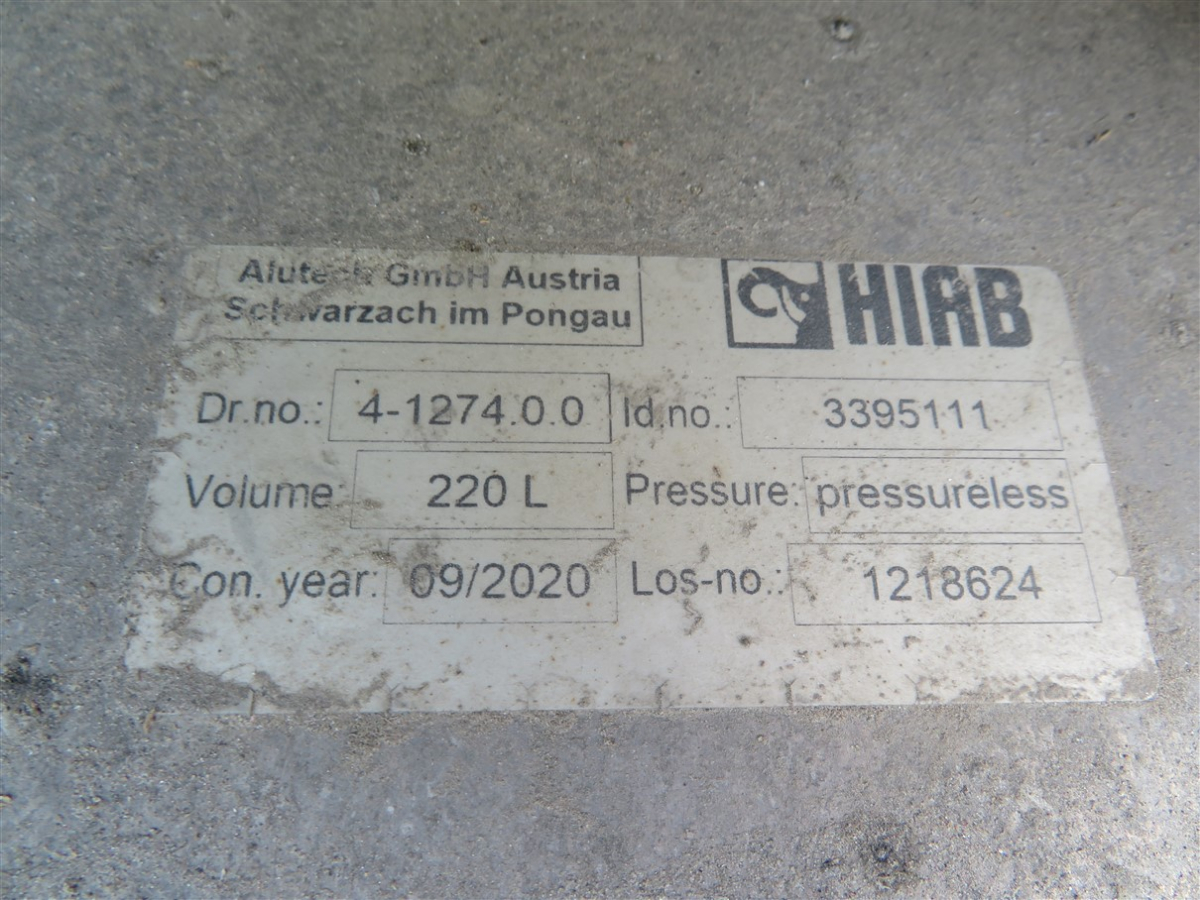 Alutech GmbH Austria
Schwarzach im Pongau
HIAB
Dr.no.: 4-1274.0.0 Id.no.: 3395111
Volume: 220 L Pressure: pressureless
Con. year: 09/2020 Los-no.: 1218624